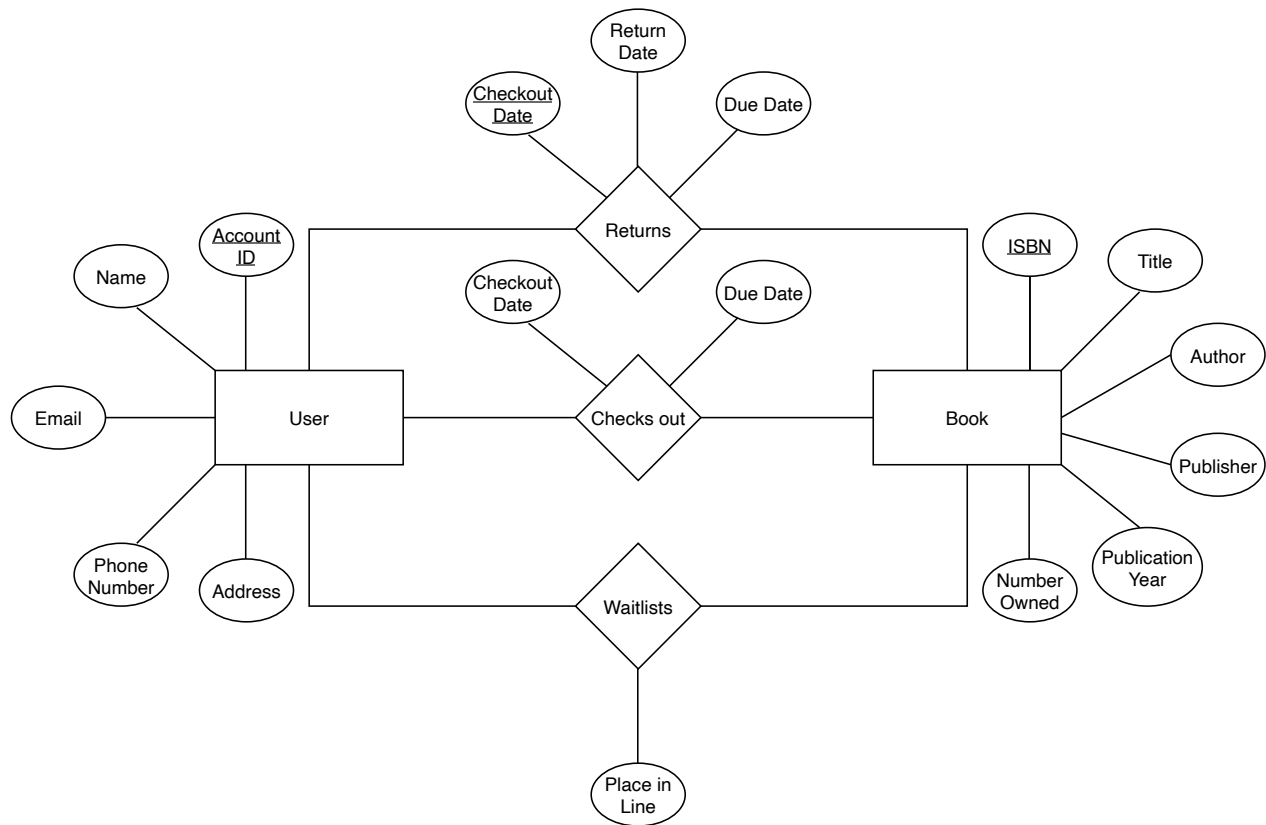 Return
Date
Checkout
Date
Due Date
Returns
Account
ID
ISBN
Name
Title
Checkout
Date
Due Date
Author
Email
User
Checks out
Book
Publisher
Phone
Number
Address
Waitlists
Number
Owned
Publication
Year
Place in
Line